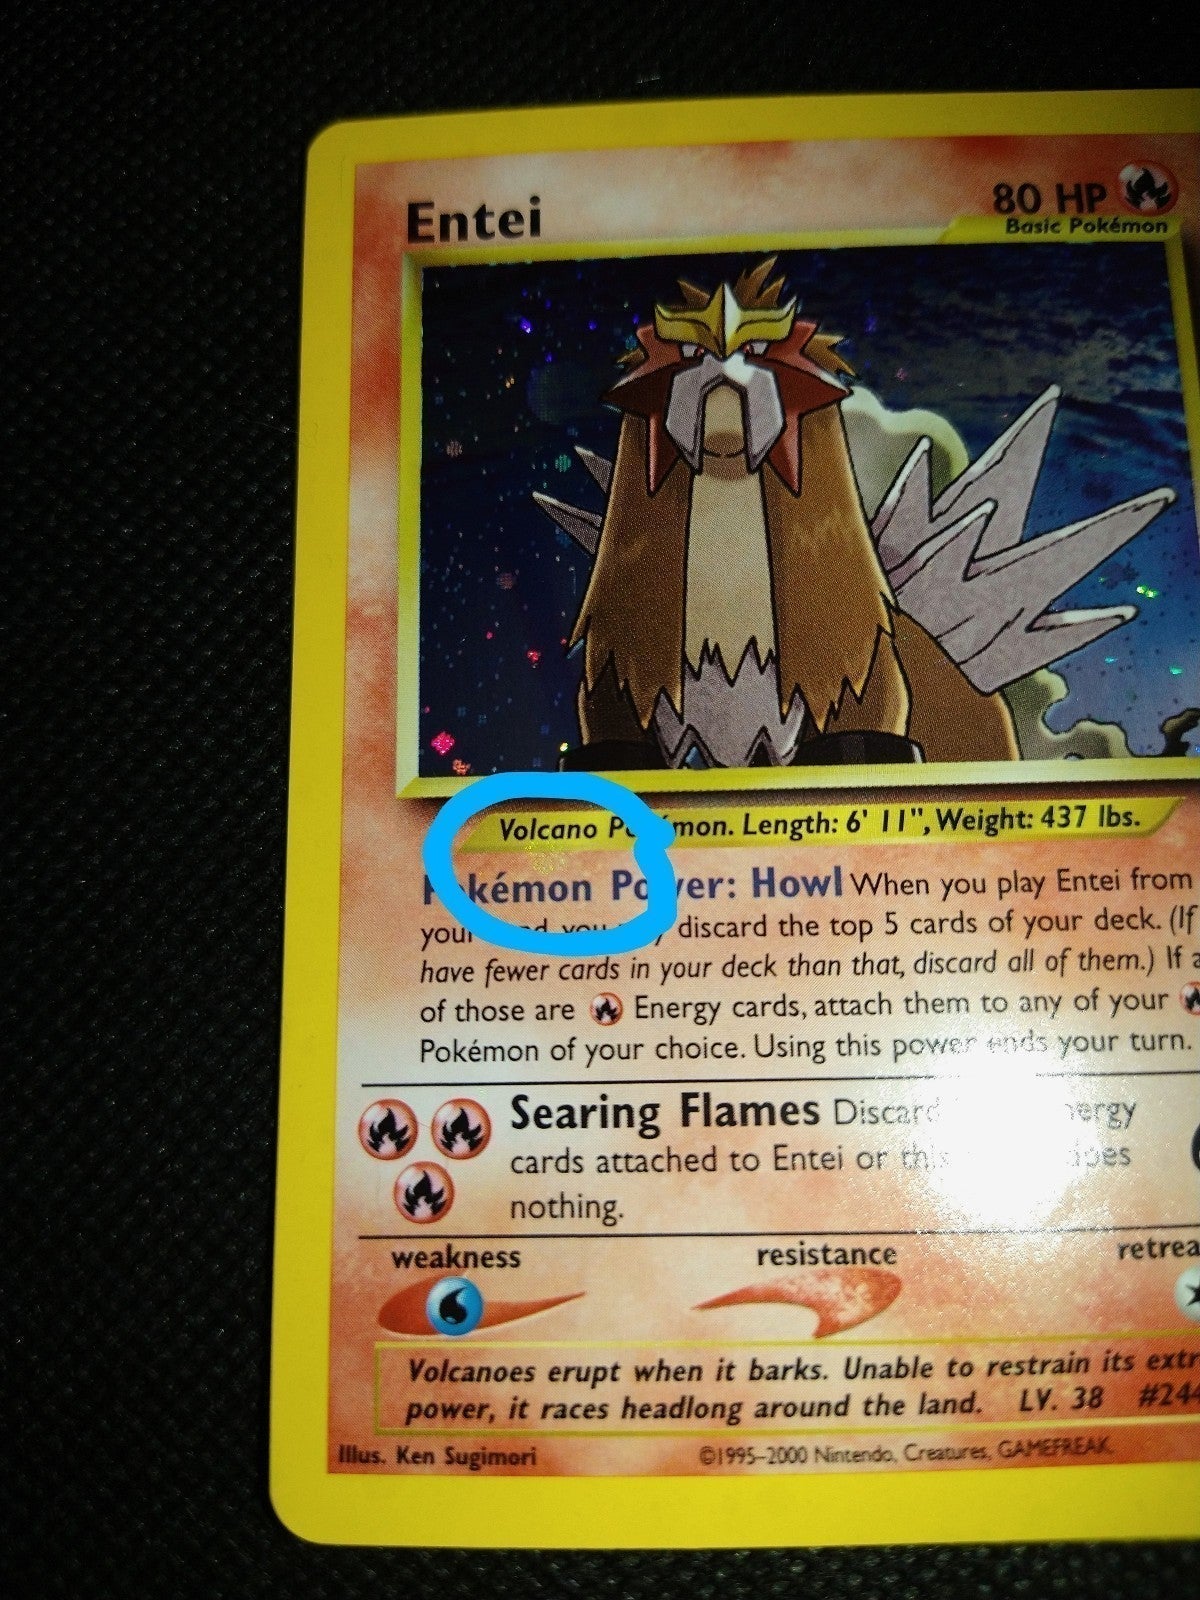 Entei
80 HP
Basic Pokémon
Volcano mon. Length: 6' 11", Weight: 437 lbs.
kémon er: Howl When you play Entei from
discard the top 5 cards of your deck. (If
have fewer cards in your deck than that, discard all of them.) If
of those are Energy cards, attach them to any of your
Pokémon of your choice. Using this power ends your turn.
Searing Flames Discard
cards attached to Entei or this
nothing.
weakness
resistance
retrea
Volcanoes erupt when it barks. Unable to restrain its extr
power, it races headlong around the land. LV. 38 #244
Illus. Ken Sugimori
©1995–2000 Nintendo, Creatures, GAMEFREAK.